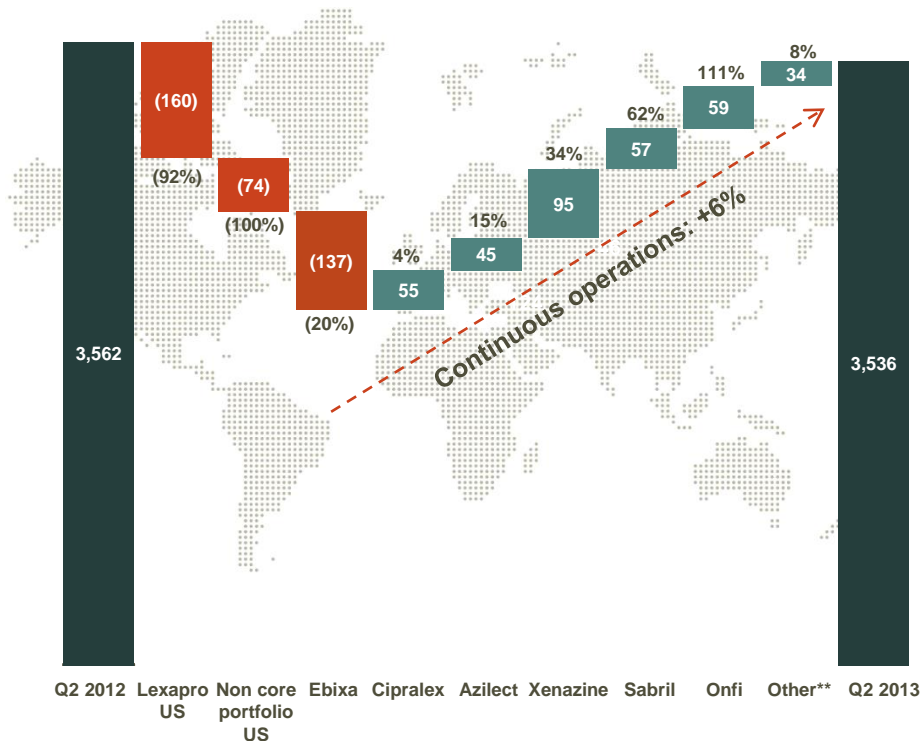 8%
34
111%
59
62%
57
34%
95
15%
45
4%
55
(160)
(92%)
(74)
(100%)
(137)
(20%)
Continuous operations: +6%
3,562
3,536
Q2 2012
Lexapro
US
Non core
portfolio
US
Ebixa
Cipralex
Azilect
Xenazine
Sabril
Onfi
Other**
Q2 2013